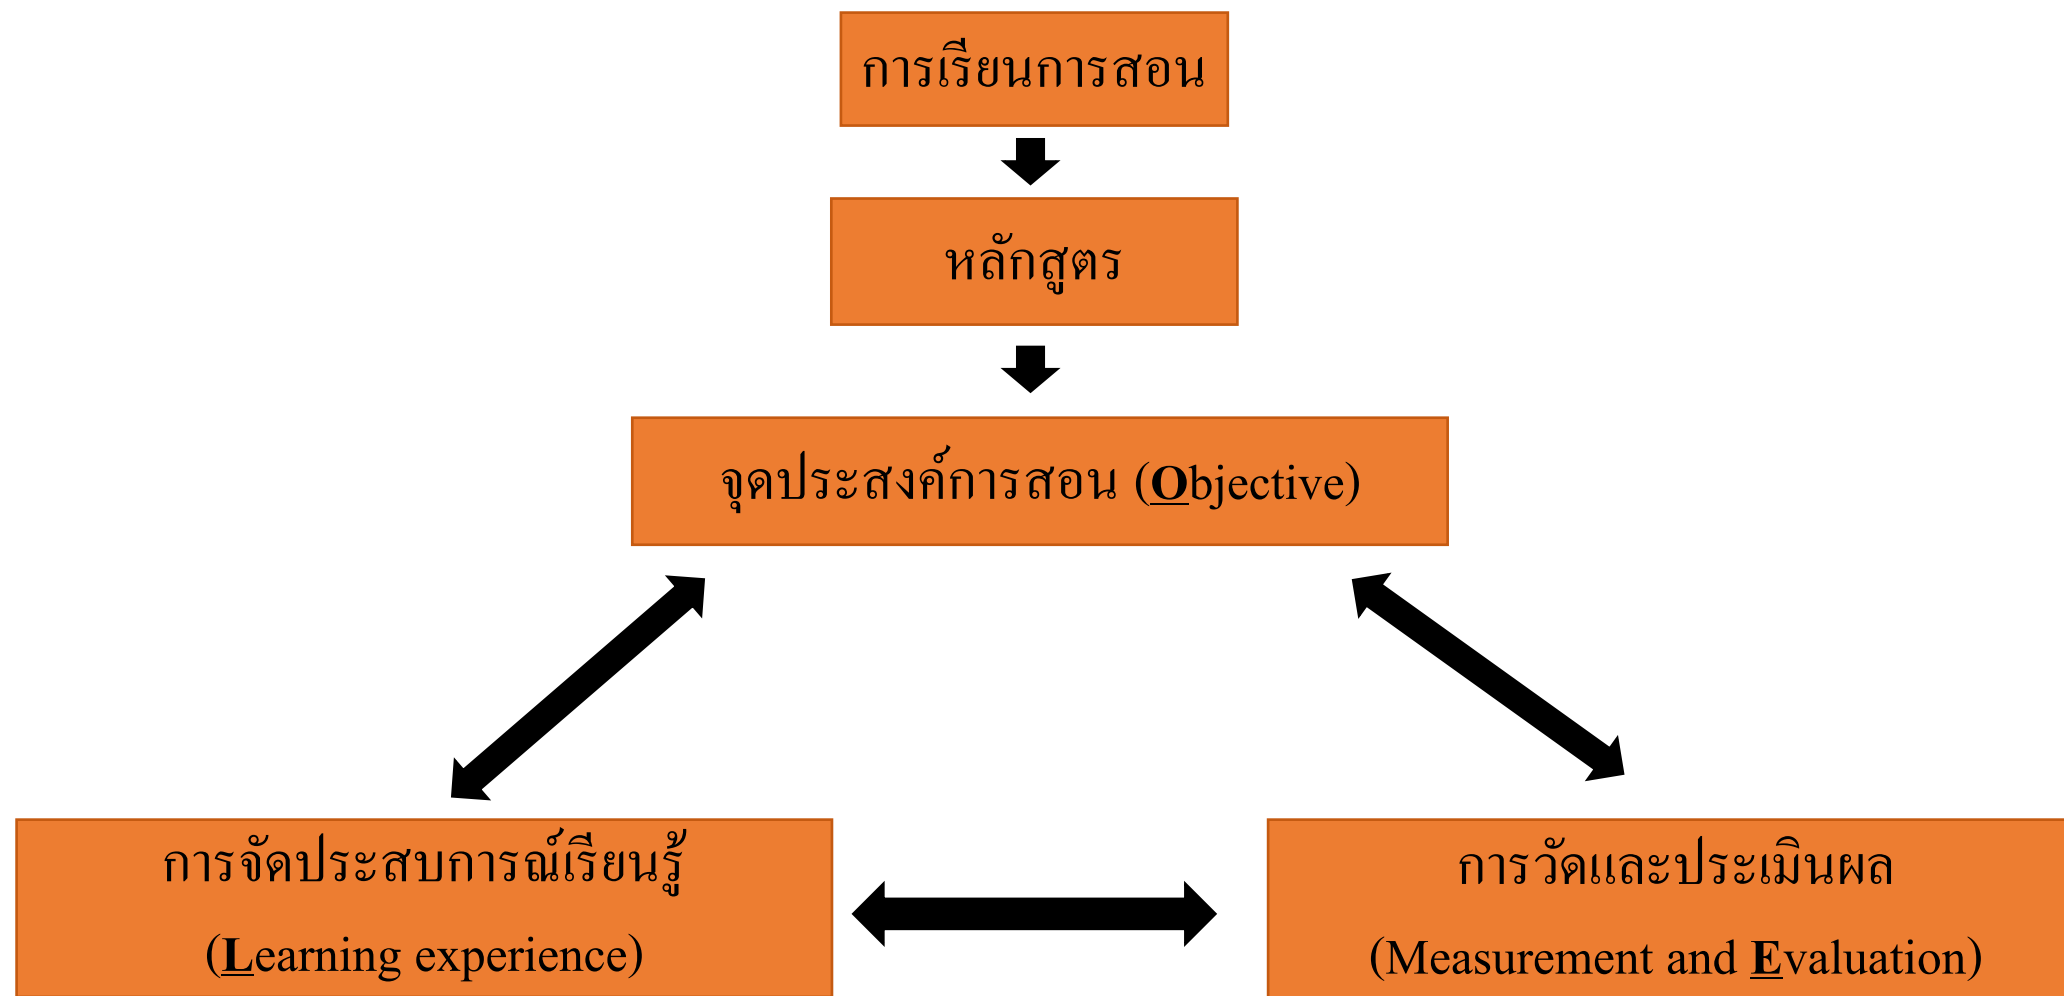 การเรียนการสอน
หลักสูตร
จุดประสงค์การสอน (Objective)
การจัดประสบการณ์เรียนรู้
(Learning experience)
การวัดและประเมินผล
(Measurement and Evaluation)